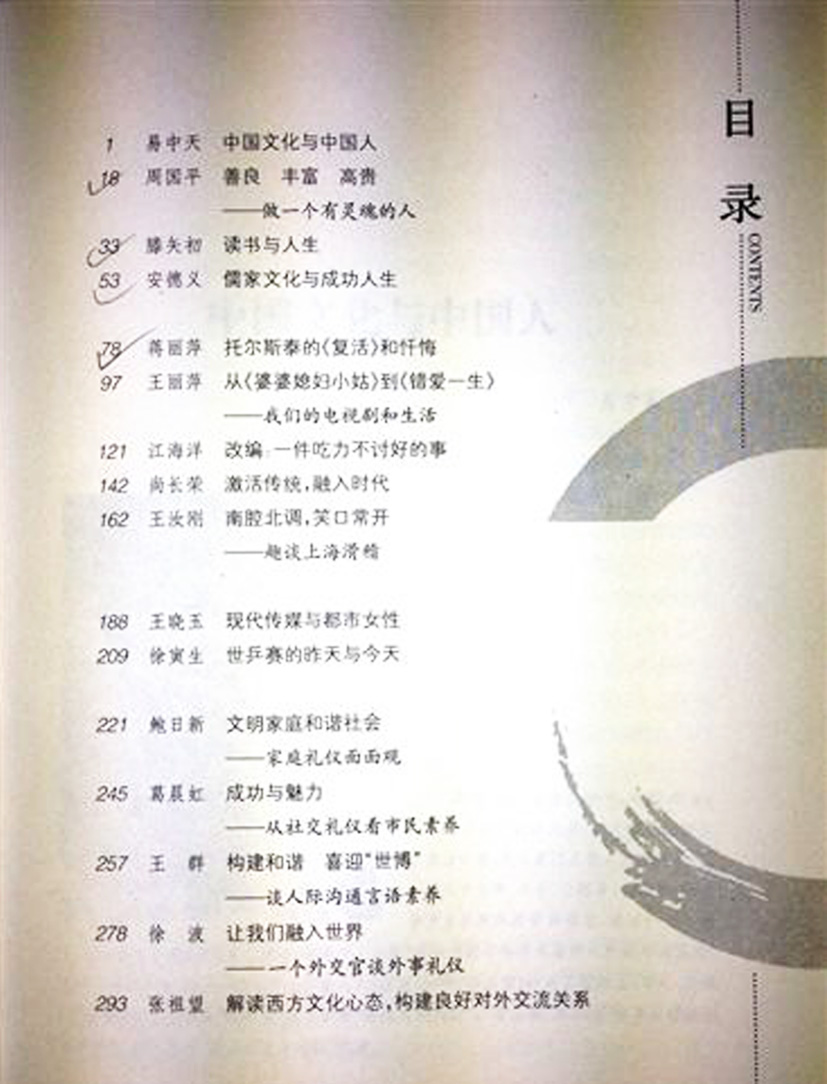 目录
CONTENTS
1 易中天 中国文化与中国人
18 周国平 善良 丰富 高贵
——做一个有灵魂的人
33 滕矢初 读书与人生
53 安德义 儒家文化与成功人生
78 蒋丽萍 托尔斯泰的《复活》和忏悔
97 王丽萍 从《婆婆媳妇小姑》到《错爱一生》
——我们的电视剧和生活
121 江海洋 改编:一件吃力不讨好的事
142 尚长荣 激活传统,融入时代
162 王汝刚 南腔北调,笑口常开
——趣谈上海滑稽
188 王晓玉 现代传媒与都市女性
209 徐寅生 世乒赛的昨天与今天
221 鲍日新 文明家庭和谐社会
——家庭礼仪面面观
245 葛晨虹 成功与魅力
——从社交礼仪看市民素养
257 王 群 构建和谐 喜迎“世博”
——谈人际沟通言语素养
278 徐 波 让我们融入世界
——一个外交官谈外事礼仪
293 张祖望 解读西方文化心态,构建良好对外交流关系